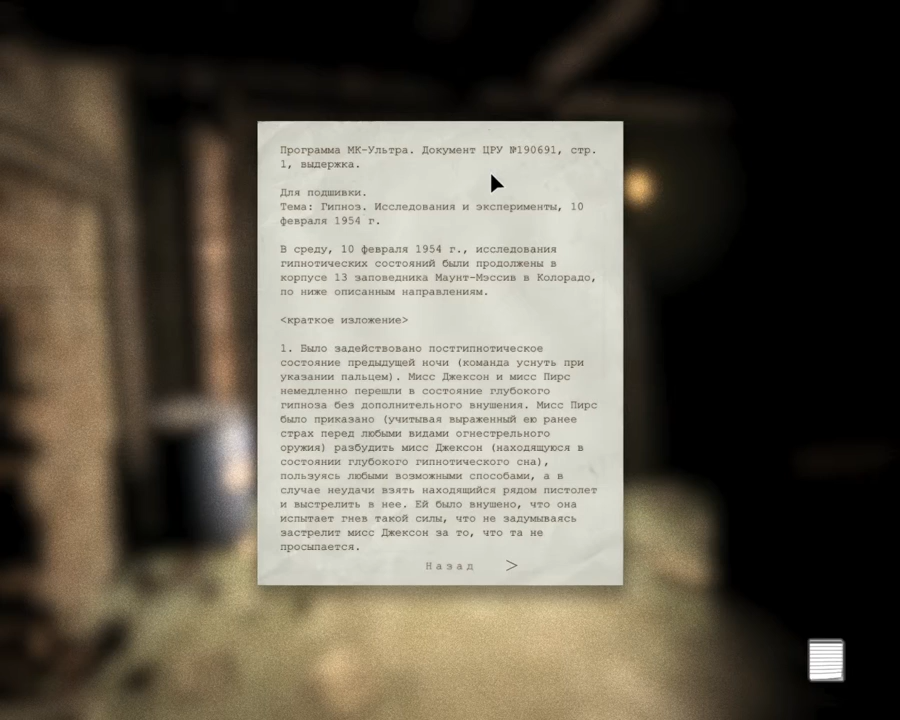 Программа МК-Ультра. Документ ЦРУ №190691, стр.
1, выдержка.
Для подшивки.
Тема: Гипноз. Исследования и эксперименты, 10
февраля 1954 г.
В среду, 10 февраля 1954 г., исследования
гипнотических состояний были продолжены в
корпусе 13 заповедника Маунт-Мэссив в Колорадо,
по ниже описанным направлениям.
<краткое изложение>
1. Было задействовано постгипнотическое
состояние предыдущей ночи (команда уснуть при
указании пальцем). Мисс Джексон и мисс Пирс
немедленно перешли в состояние глубокого
гипноза без дополнительного внушения. Мисс Пирс
было приказано (учитывая выраженный ею ранее
страх перед любыми видами огнестрельного
оружия) разбудить мисс Джексон (находящуюся в
состоянии глубокого гипнотического сна),
пользуясь любыми возможными способами, а в
случае неудачи взять находящийся рядом пистолет
и выстрелить в нее. Ей было внушено, что она
испытает гнев такой силы, что не задумываясь
застрелит мисс Джексон за то, что та не
просыпается.
Назад >